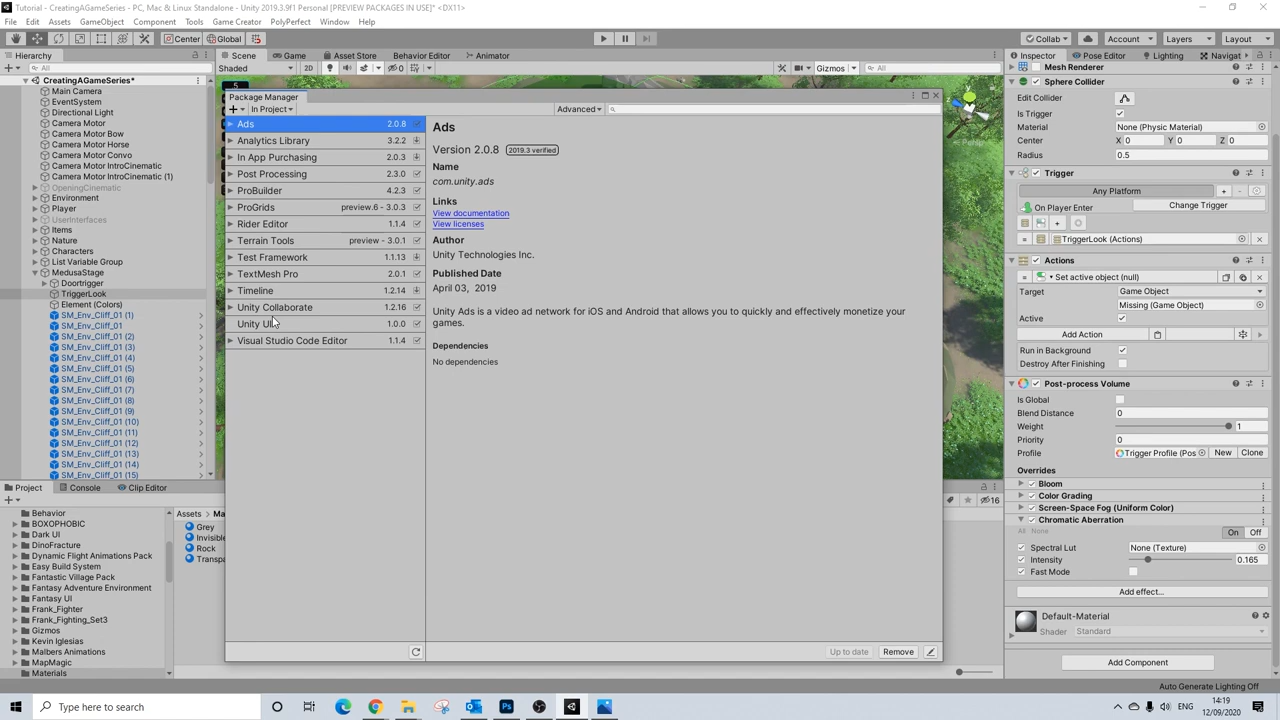 Tutorial - CreatingAGameSeries - PC, Mac & Linux Standalone - Unity 2019.3.9f1 Personal [PREVIEW PACKAGES IN USE]* <DX11>
File Edit Assets GameObject Component Tools Game Creator PolyPerfect Window Help
Center Global Collab Account Layers Layout
Hierarchy
All
CreatingAGameSeries*
Main Camera
EventSystem
Directional Light
Camera Motor
Camera Motor Bow
Camera Motor Horse
Camera Motor Convo
Camera Motor IntroCinematic
Camera Motor IntroCinematic (1)
OpeningCinematic
Environment
Player
UserInterfaces
Items
Nature
Characters
List Variable Group
MedusaStage
Doortrigger
TriggerLook
Element (Colors)
SM_Env_Cliff_01 (1)
SM_Env_Cliff_01
SM_Env_Cliff_01 (2)
SM_Env_Cliff_01 (3)
SM_Env_Cliff_01 (4)
SM_Env_Cliff_01 (5)
SM_Env_Cliff_01 (6)
SM_Env_Cliff_01 (7)
SM_Env_Cliff_01 (8)
SM_Env_Cliff_01 (9)
SM_Env_Cliff_01 (10)
SM_Env_Cliff_01 (11)
SM_Env_Cliff_01 (12)
SM_Env_Cliff_01 (13)
SM_Env_Cliff_01 (14)
SM_Env_Cliff_01 (15)
Scene Game Asset Store Behavior Editor Animator
Shaded 2D 0 Gizmos All
Package Manager
In Project Advanced
Ads 2.0.8
Analytics Library 3.2.2
In App Purchasing 2.0.3
Post Processing 2.3.0
ProBuilder 4.2.3
ProGrids preview.6 - 3.0.3
Rider Editor 1.1.4
Terrain Tools preview - 3.0.1
Test Framework 1.1.13
TextMesh Pro 2.0.1
Timeline 1.2.14
Unity Collaborate 1.2.16
Unity UI 1.0.0
Visual Studio Code Editor 1.1.4
Ads
Version 2.0.8 2019.3 verified
Name
com.unity.ads
Links
View documentation
View licenses
Author
Unity Technologies Inc.
Published Date
April 03, 2019
Unity Ads is a video ad network for iOS and Android that allows you to quickly and effectively monetize your
games.
Dependencies
No dependencies
Up to date Remove
Persp
Inspector Pose Editor Lighting Navigat
Mesh Renderer
Sphere Collider
Edit Collider
Is Trigger
Material None (Physic Material)
Center X 0 Y 0 Z 0
Radius 0.5
Trigger
Any Platform
On Player Enter Change Trigger
TriggerLook (Actions)
Actions
Set active object (null)
Target Game Object
Missing (Game Object)
Active
Add Action
Run in Background
Destroy After Finishing
Post-process Volume
Is Global
Blend Distance 0
Weight 1
Priority 0
Profile Trigger Profile (Pos New Clone
Overrides
Bloom
Color Grading
Screen-Space Fog (Uniform Color)
Chromatic Aberration
All None On Off
Spectral Lut None (Texture)
Intensity 0.165
Fast Mode
Add effect...
Default-Material
Shader Standard
Add Component
Auto Generate Lighting Off
Project Console Clip Editor
16
Behavior
BOXOPHOBIC
Dark UI
DinoFracture
Dynamic Flight Animations Pack
Easy Build System
Fantastic Village Pack
Fantasy Adventure Environment
Fantasy UI
Frank_Fighter
Frank_Fighting_Set3
Gizmos
Kevin Iglesias
Malbers Animations
MapMagic
Materials
Assets > Ma
Grey
Invisible
Rock
Transpa
Type here to search
ENG
14:19
12/09/2020